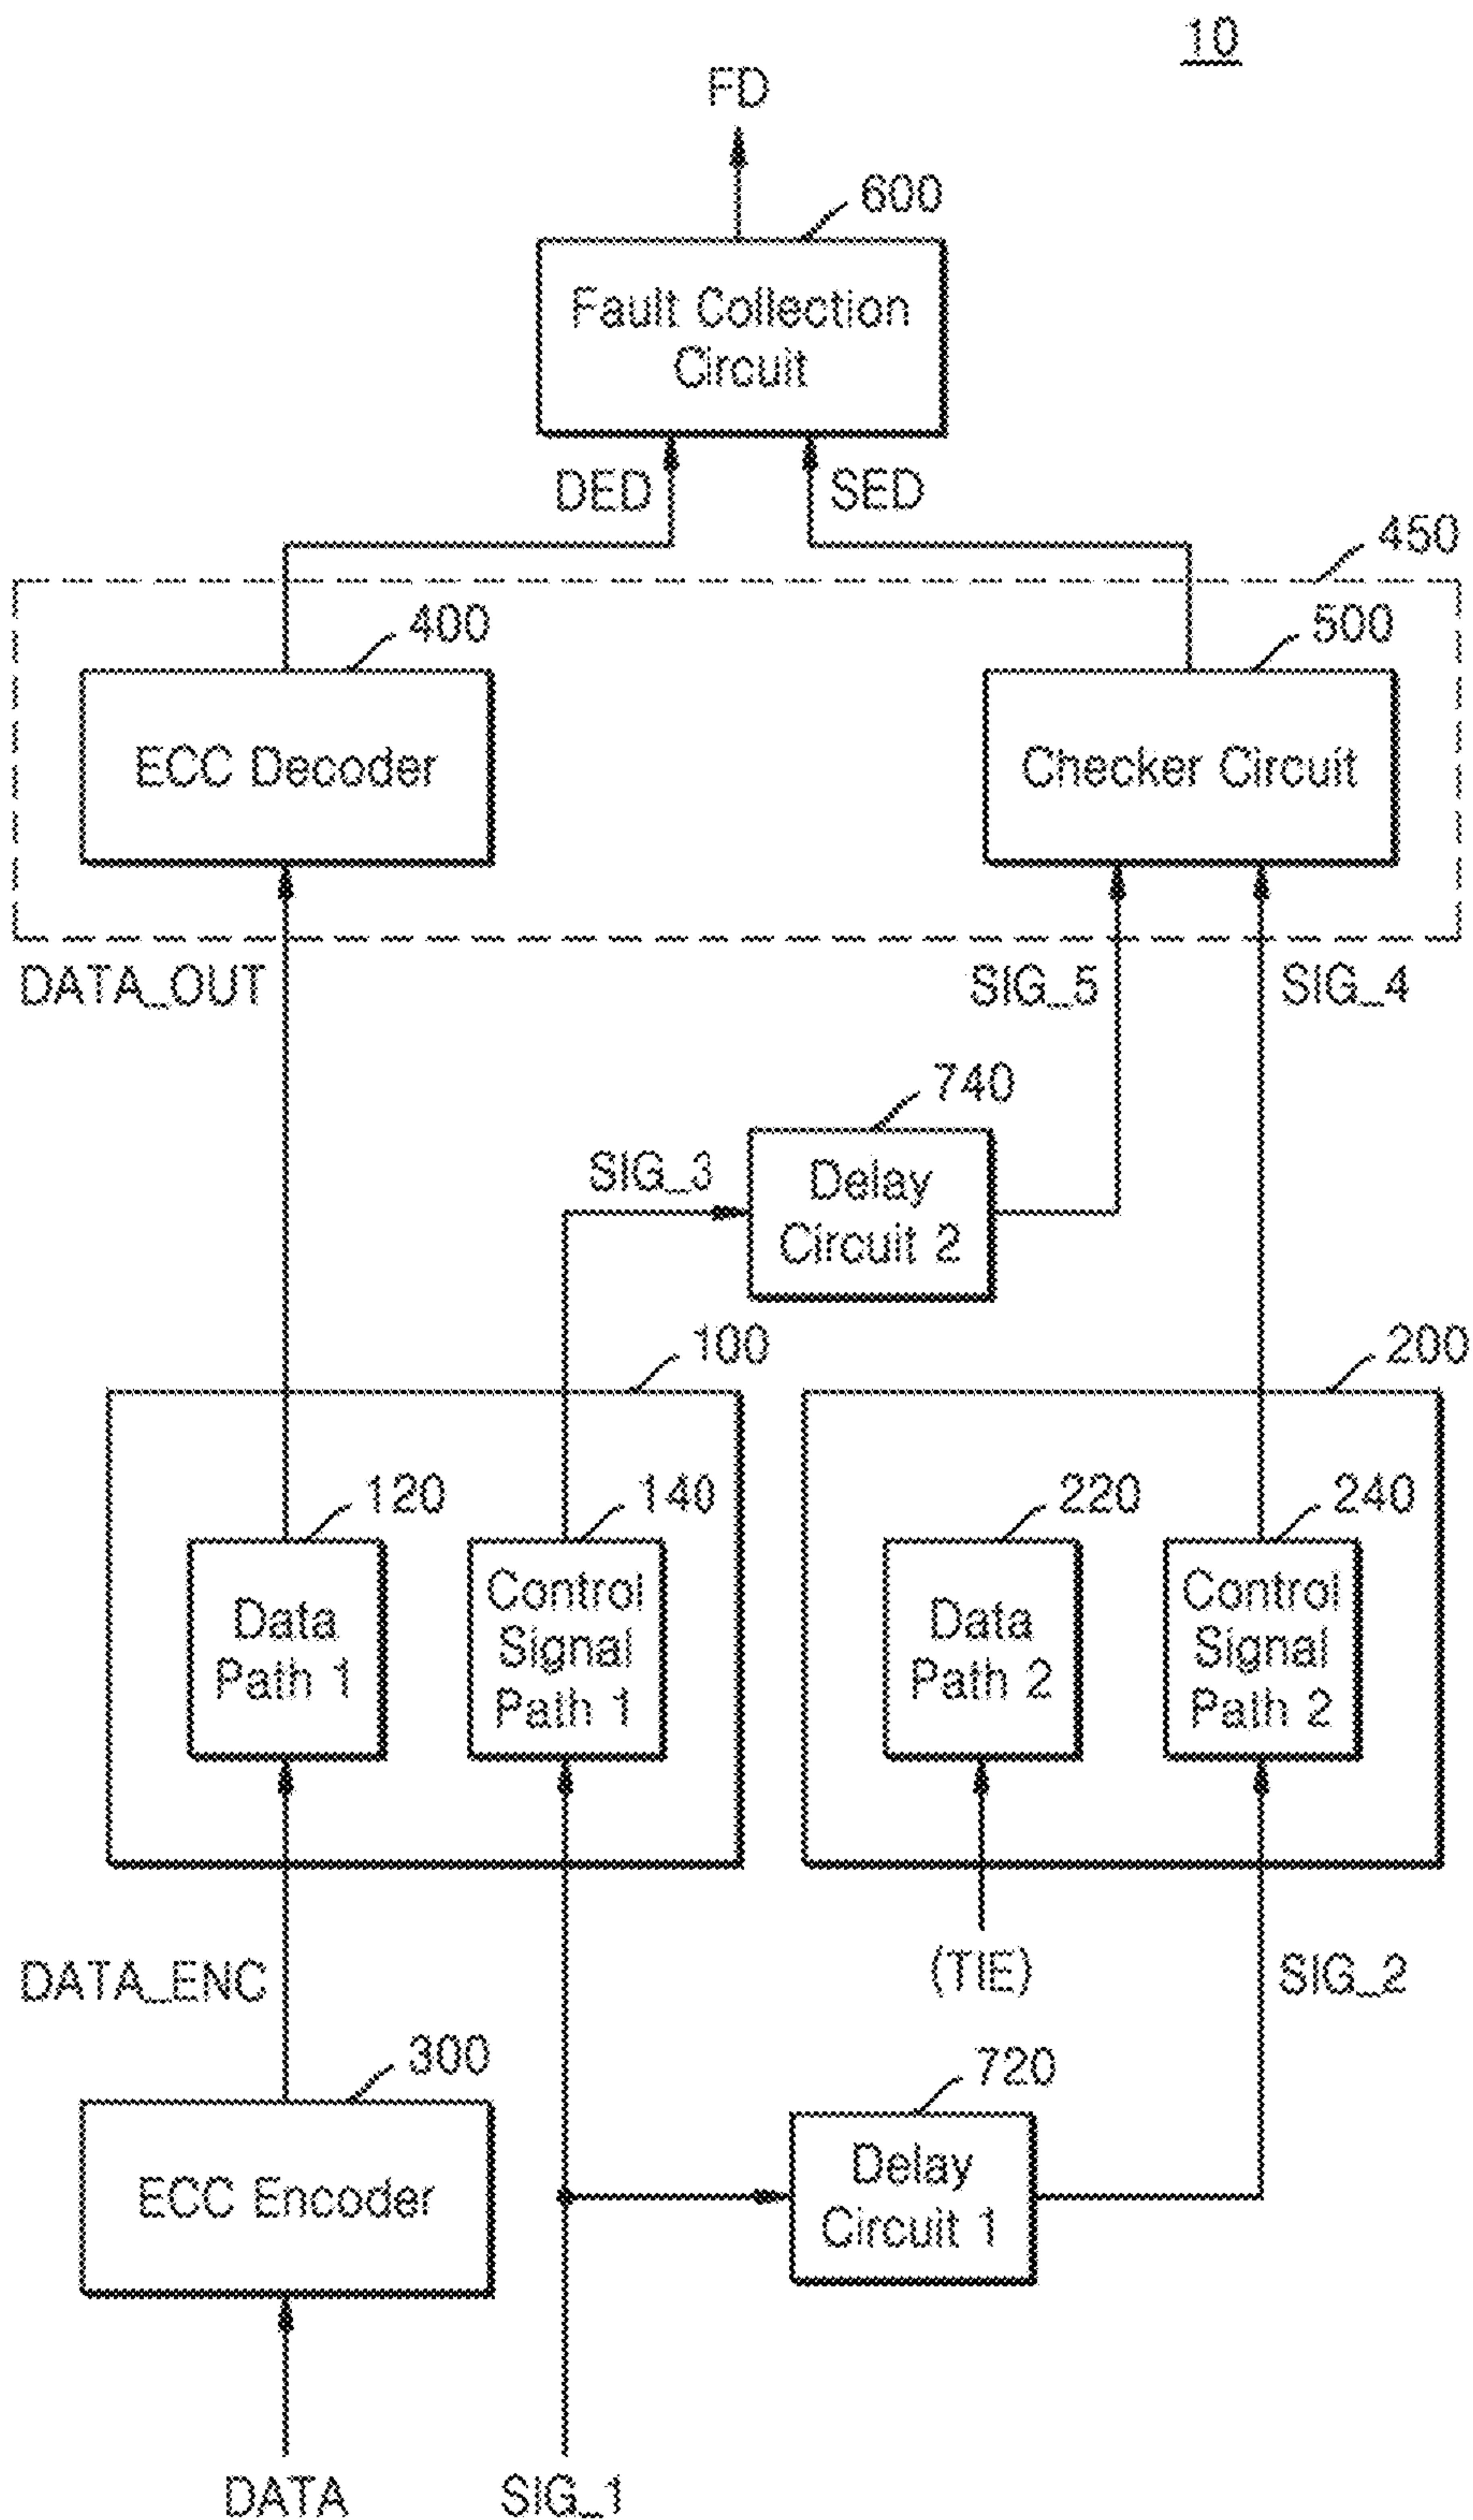 10
FD
600
Fault Collection
Circuit
DED
SED
450
400
500
ECC Decoder
Checker Circuit
DATA_OUT
SIG_5
SIG_4
740
SIG_3
Delay
Circuit 2
100
200
120
140
220
240
Data
Path 1
Control
Signal
Path 1
Data
Path 2
Control
Signal
Path 2
DATA_ENC
(TIE)
SIG_2
300
720
ECC Encoder
Delay
Circuit 1
DATA
SIG_1